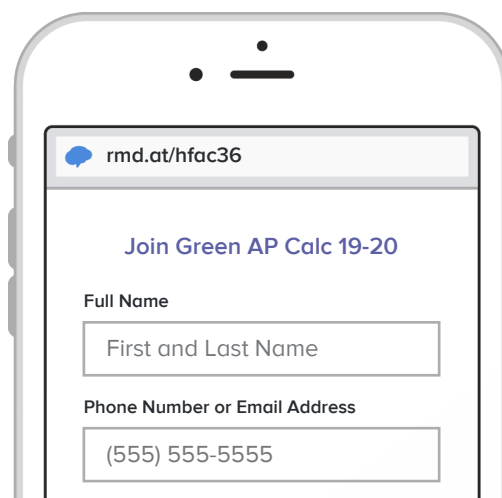 rmd.at/hfac36
Join Green AP Calc 19-20
Full Name
First and Last Name
Phone Number or Email Address
(555) 555-5555